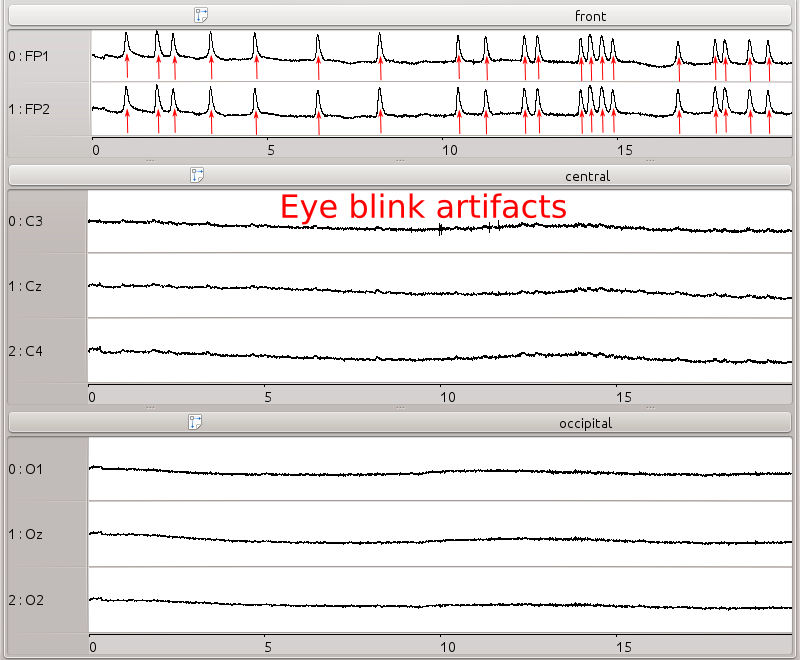 front
0 : FP1
1 : FP2
0 5 10 15
central
Eye blink artifacts
0 : C3
1 : Cz
2 : C4
0 5 10 15
occipital
0 : O1
1 : Oz
2 : O2
0 5 10 15